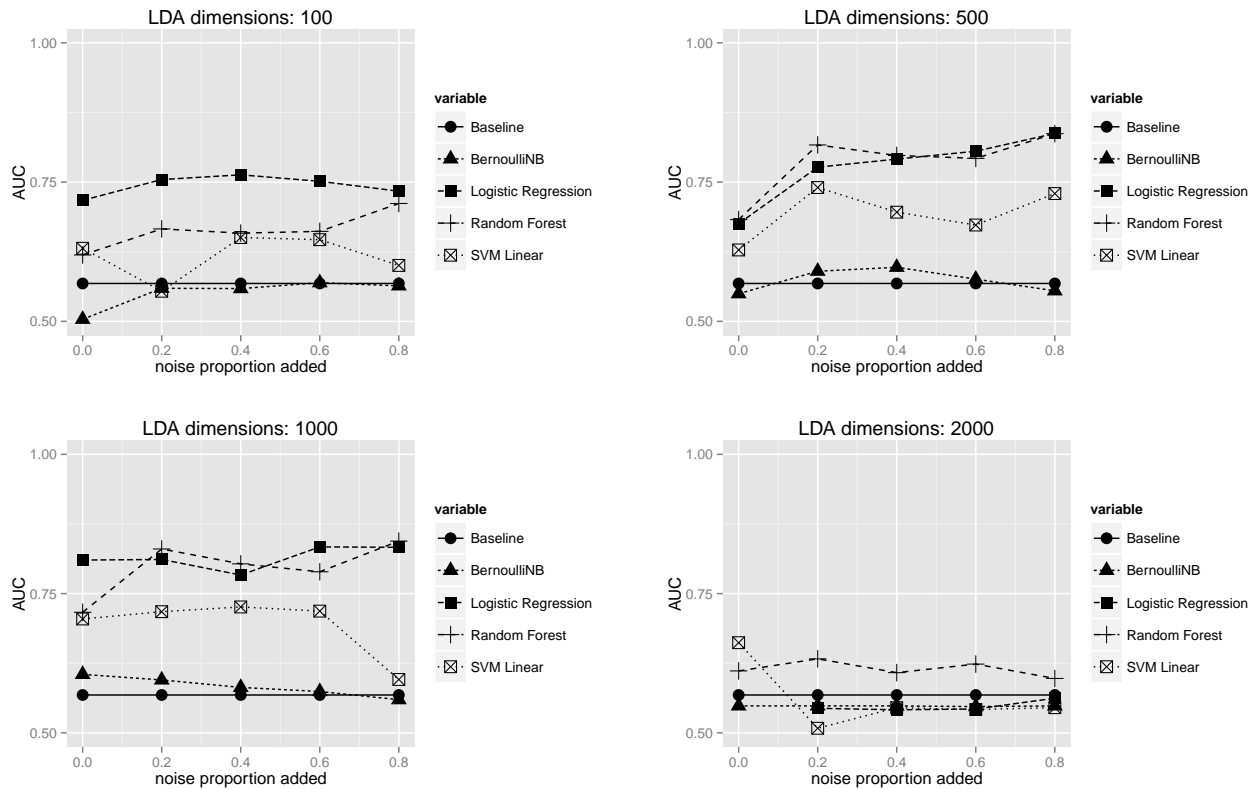 LDA dimensions: 100
1.00
0.75
0.50
AUC
0.0 0.2 0.4 0.6 0.8
noise proportion added
variable
Baseline
BernoulliNB
Logistic Regression
Random Forest
SVM Linear
LDA dimensions: 500
1.00
0.75
0.50
AUC
0.0 0.2 0.4 0.6 0.8
noise proportion added
variable
Baseline
BernoulliNB
Logistic Regression
Random Forest
SVM Linear
LDA dimensions: 1000
1.00
0.75
0.50
AUC
0.0 0.2 0.4 0.6 0.8
noise proportion added
variable
Baseline
BernoulliNB
Logistic Regression
Random Forest
SVM Linear
LDA dimensions: 2000
1.00
0.75
0.50
AUC
0.0 0.2 0.4 0.6 0.8
noise proportion added
variable
Baseline
BernoulliNB
Logistic Regression
Random Forest
SVM Linear